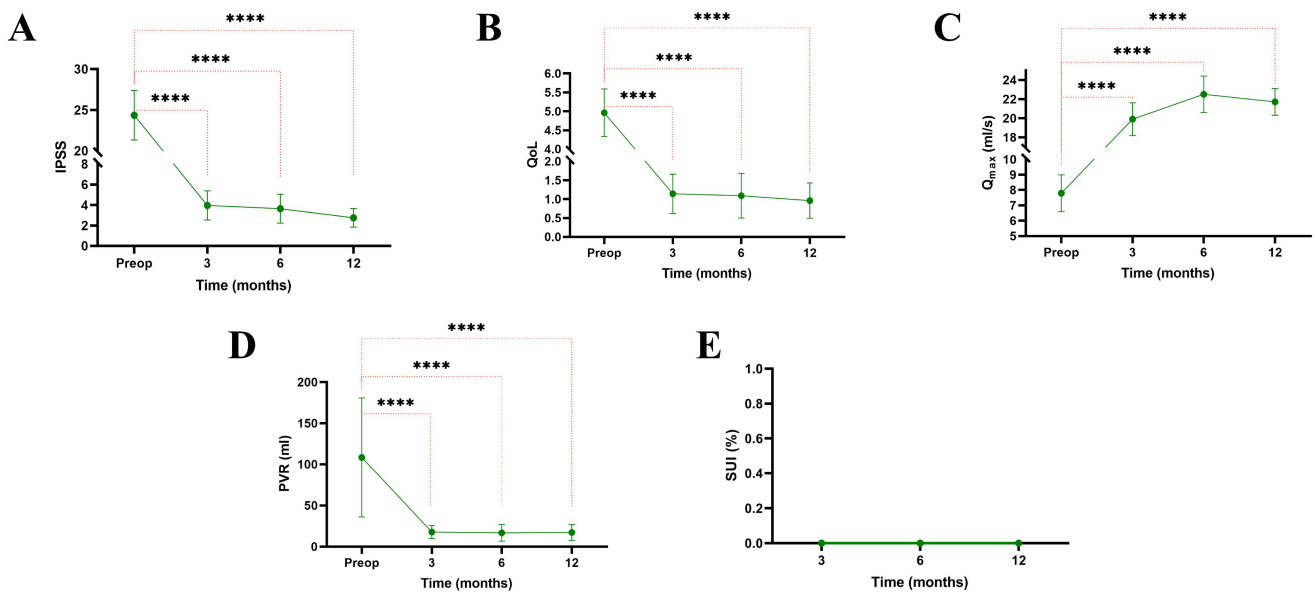 A
****
****
****
IPSS
30
25
20
8
6
4
2
0
Preop 3 6 12
Time (months)
B
****
****
****
QoL
6.0
5.5
5.0
4.5
4.0
2.0
1.5
1.0
0.5
0.0
Preop 3 6 12
Time (months)
C
****
****
****
Qmax (ml/s)
24
22
20
18
10
9
8
7
6
5
Preop 3 6 12
Time (months)
D
****
****
****
PVR (ml)
200
150
100
50
0
Preop 3 6 12
Time (months)
E
SUI (%)
1.0
0.8
0.6
0.4
0.2
0.0
3 6 12
Time (months)